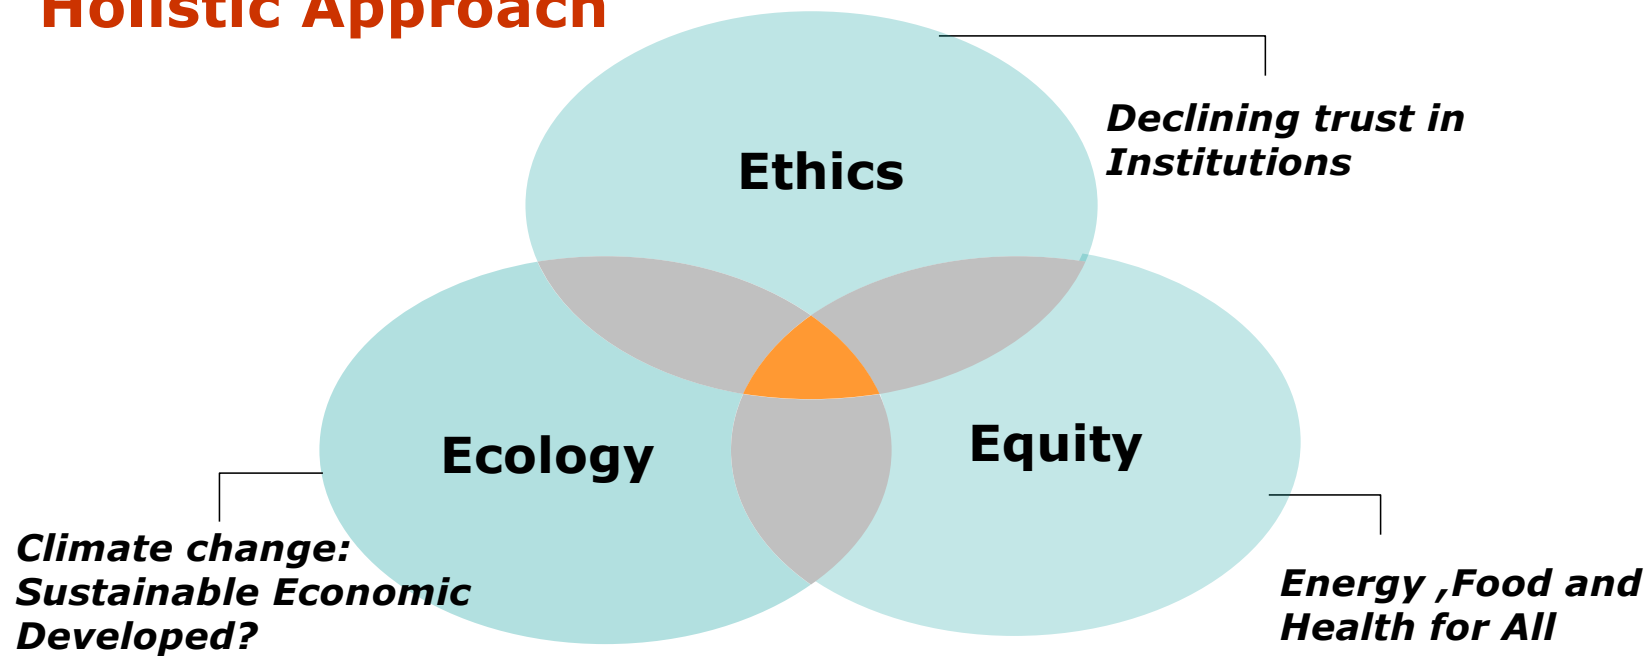 Holistic Approach
Declining trust in
Institutions
Ethics
Ecology
Equity
Climate change:
Sustainable Economic
Developed?
Energy ,Food and
Health for All